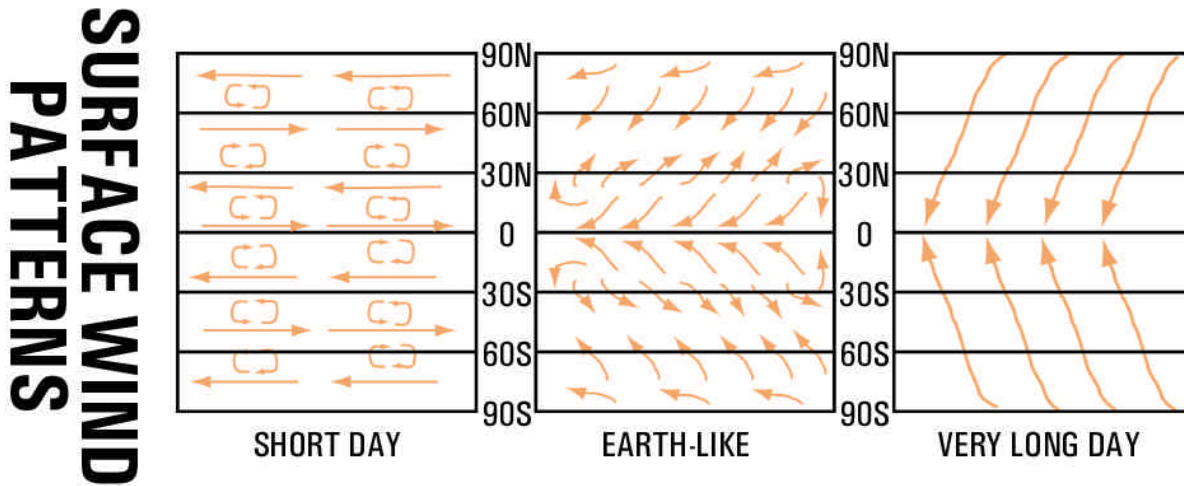 SURFACE WIND
PATTERNS
90N
60N
30N
0
30S
60S
90S
90N
60N
30N
0
30S
60S
90S
SHORT DAY
EARTH-LIKE
VERY LONG DAY